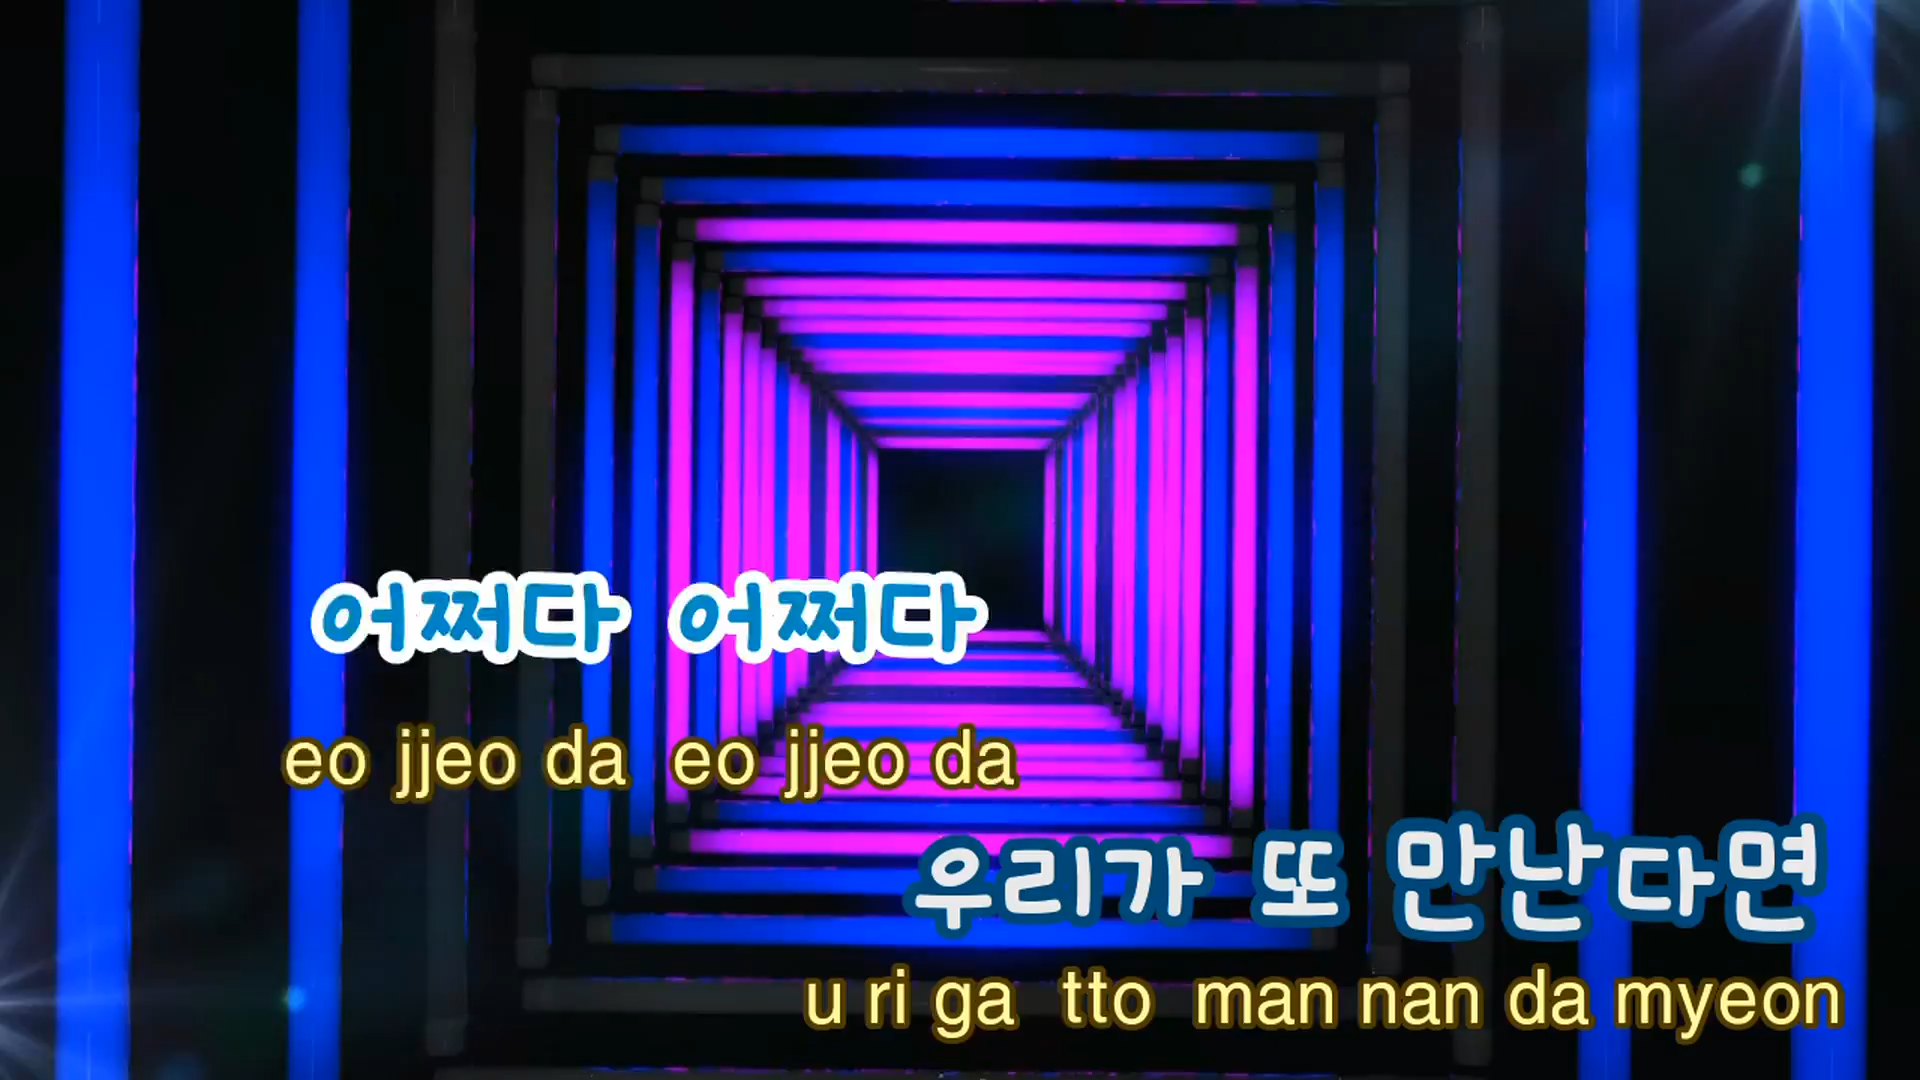 어쩌다 어쩌다
eo jjeo da eo jjeo da
우리가 또 만난다면
u ri ga tto man nan da myeon